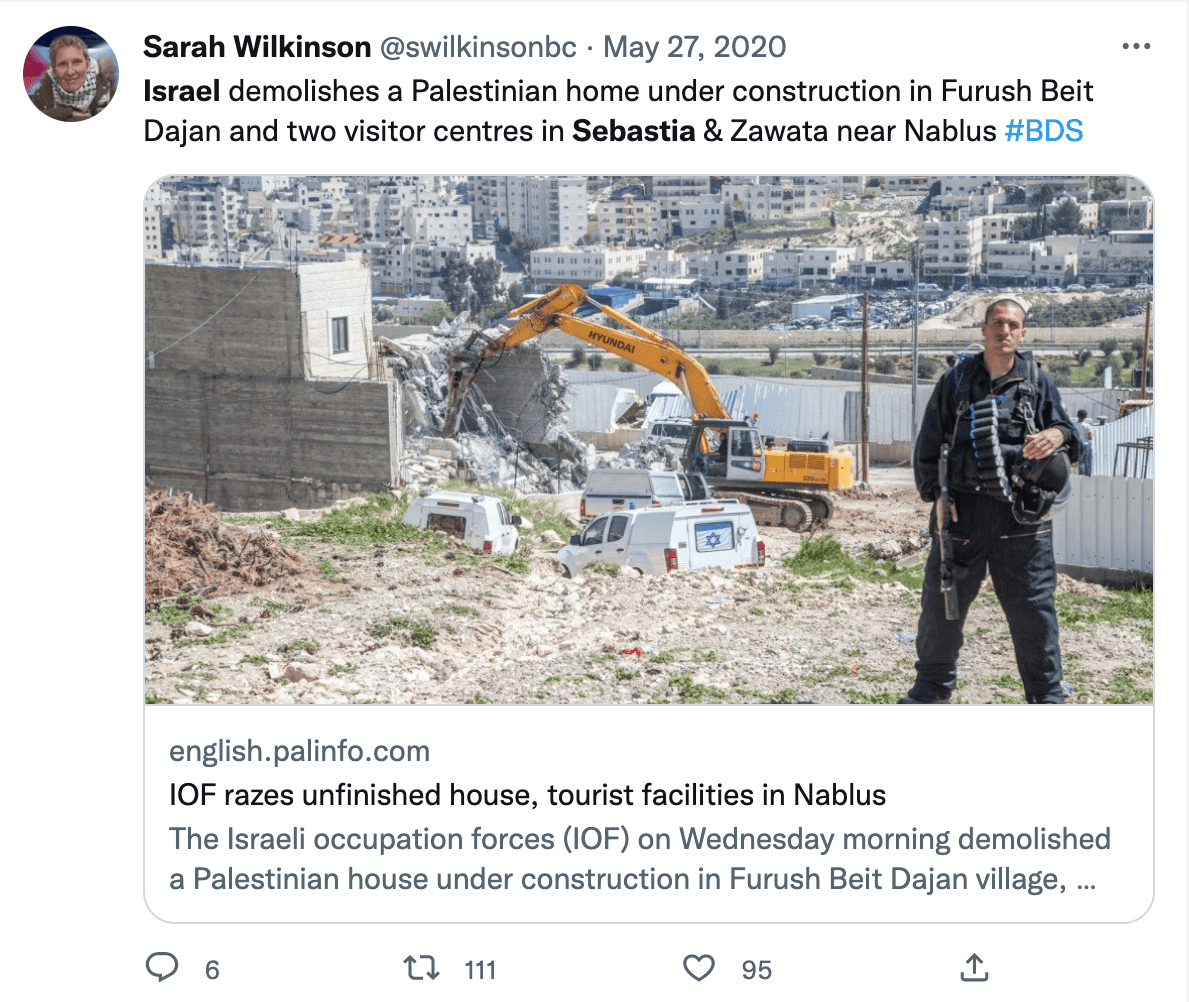 Sarah Wilkinson @swilkinsonbc · May 27, 2020
Israel demolishes a Palestinian home under construction in Furush Beit
Dajan and two visitor centres in Sebastia & Zawata near Nablus #BDS
HYUNDAI
english.palinfo.com
IOF razes unfinished house, tourist facilities in Nablus
The Israeli occupation forces (IOF) on Wednesday morning demolished
a Palestinian house under construction in Furush Beit Dajan village, ...
6 111 95